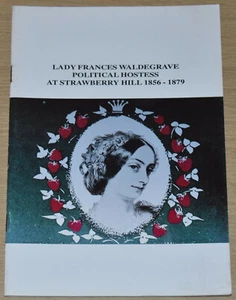 LADY FRANCES WALDEGRAVE
POLITICAL HOSTESS
AT STRAWBERRY HILL 1856 - 1879